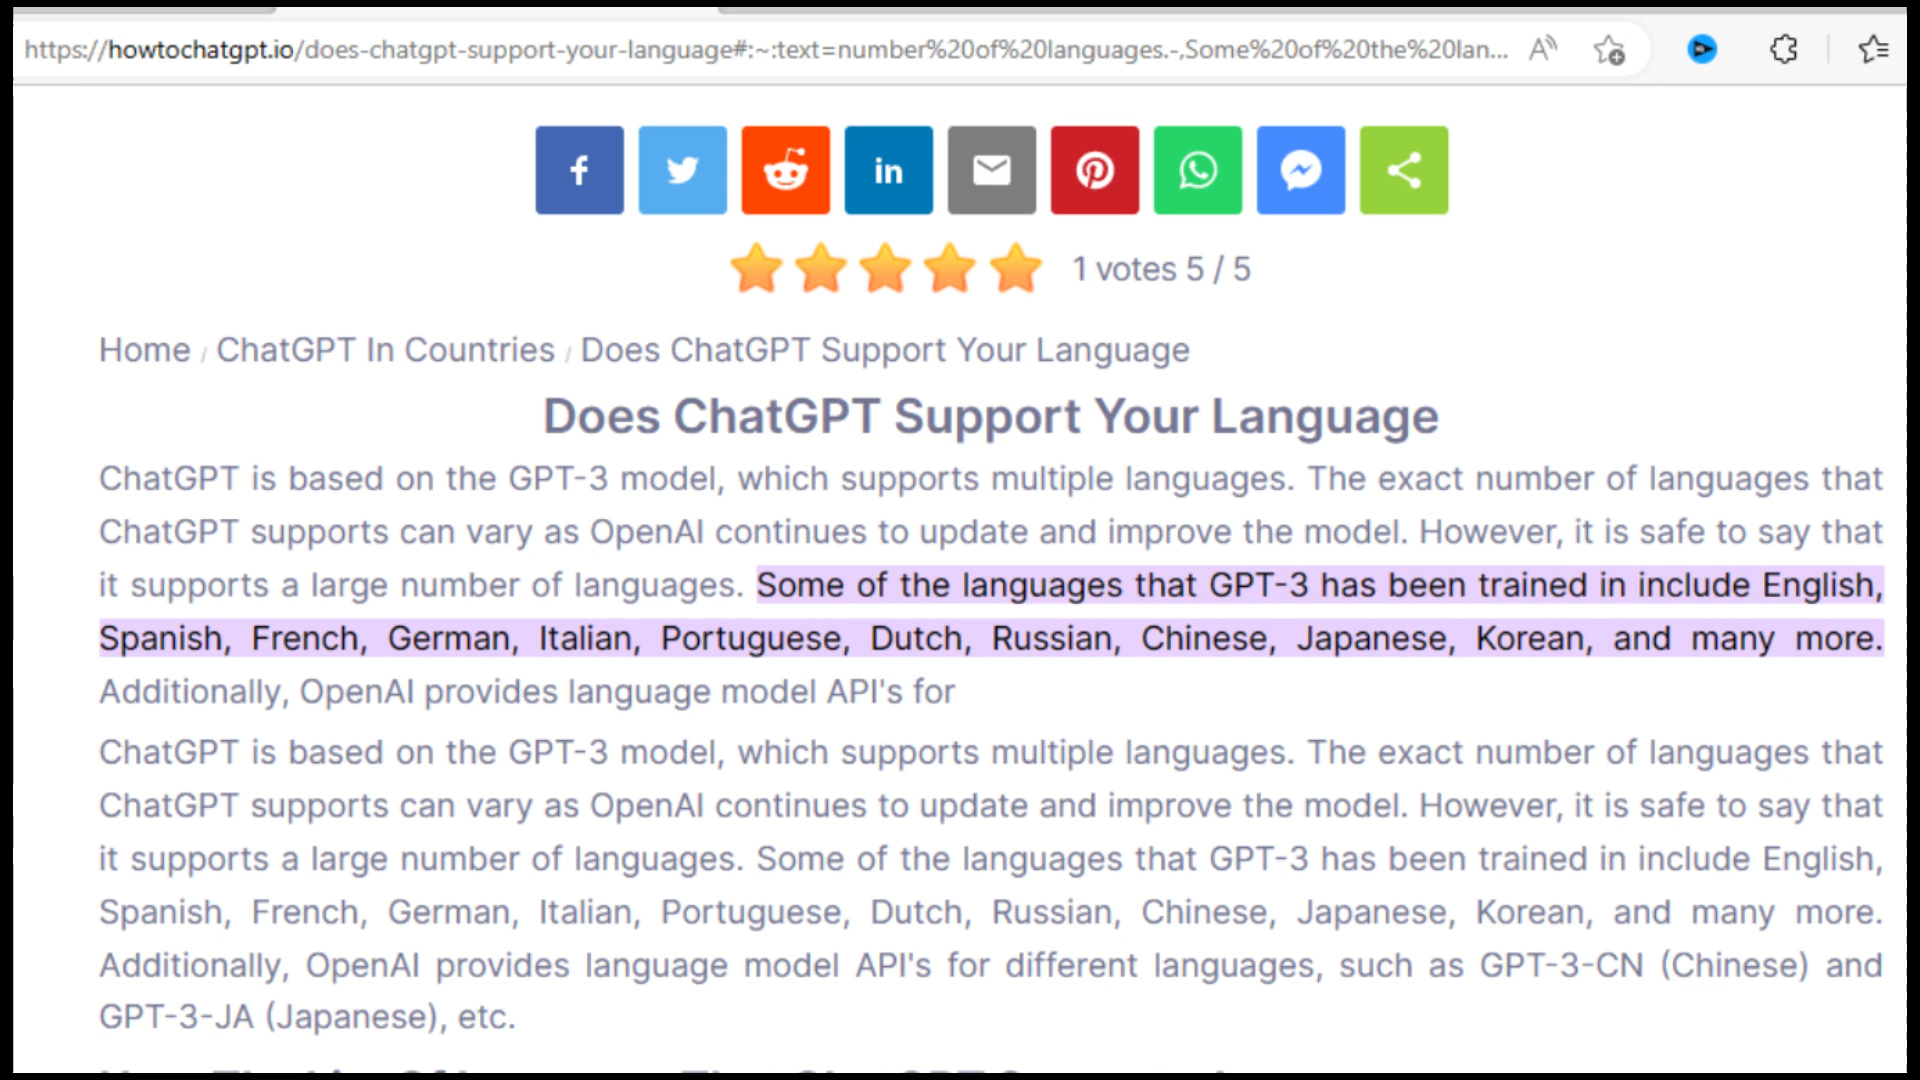 https://howtochatgpt.io/does-chatgpt-support-your-language#:~:text=number%20of%20languages.-,Some%20of%20the%20lan...
f
in
1 votes 5 / 5
Home / ChatGPT In Countries / Does ChatGPT Support Your Language
Does ChatGPT Support Your Language
ChatGPT is based on the GPT-3 model, which supports multiple languages. The exact number of languages that
ChatGPT supports can vary as OpenAI continues to update and improve the model. However, it is safe to say that
it supports a large number of languages. Some of the languages that GPT-3 has been trained in include English,
Spanish, French, German, Italian, Portuguese, Dutch, Russian, Chinese, Japanese, Korean, and many more.
Additionally, OpenAI provides language model API's for
ChatGPT is based on the GPT-3 model, which supports multiple languages. The exact number of languages that
ChatGPT supports can vary as OpenAI continues to update and improve the model. However, it is safe to say that
it supports a large number of languages. Some of the languages that GPT-3 has been trained in include English,
Spanish, French, German, Italian, Portuguese, Dutch, Russian, Chinese, Japanese, Korean, and many more.
Additionally, OpenAI provides language model API's for different languages, such as GPT-3-CN (Chinese) and
GPT-3-JA (Japanese), etc.